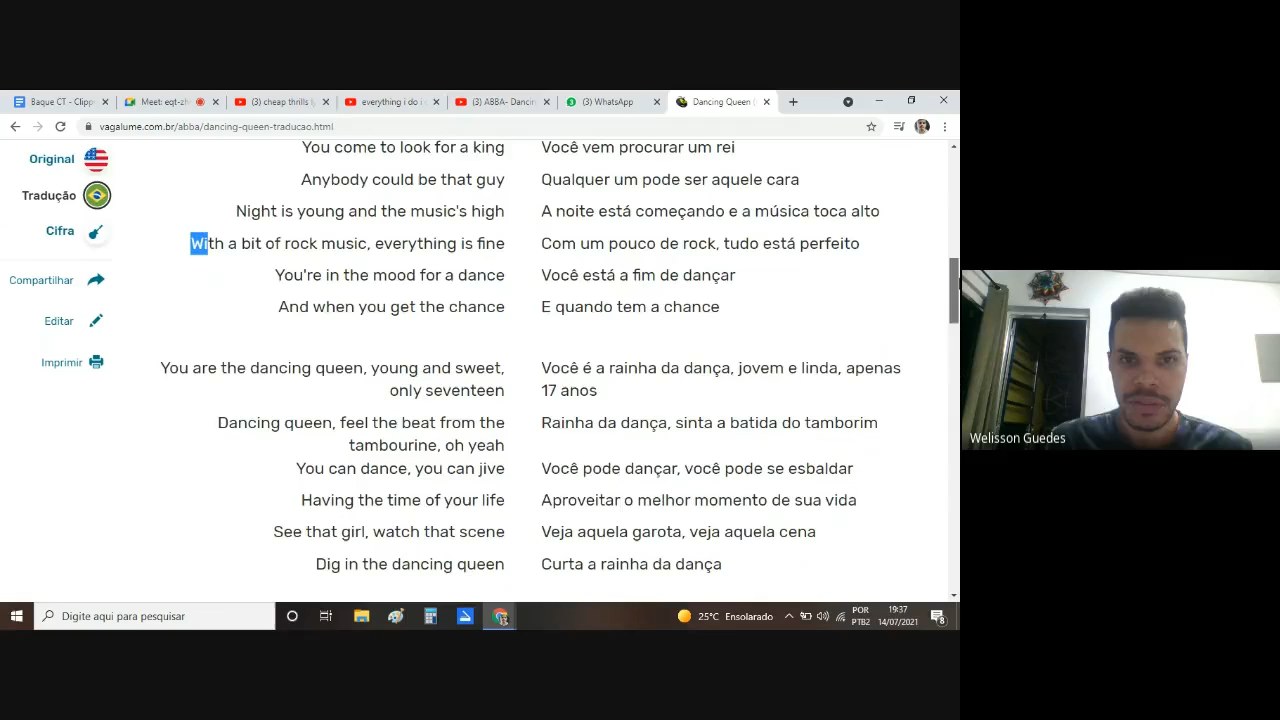 Baque CT - Clipp
Meet: eqt-zh
(3) cheap thrills l
everything i do i
(3) ABBA- Dancin
(3) WhatsApp
Dancing Queen (
vagalume.com.br/abba/dancing-queen-traducao.html
Original
Tradução
Cifra
Compartilhar
Editar
Imprimir
You come to look for a king
Você vem procurar um rei
Anybody could be that guy
Qualquer um pode ser aquele cara
Night is young and the music's high
A noite está começando e a música toca alto
With a bit of rock music, everything is fine
Com um pouco de rock, tudo está perfeito
You're in the mood for a dance
Você está a fim de dançar
And when you get the chance
E quando tem a chance
You are the dancing queen, young and sweet,
only seventeen
Você é a rainha da dança, jovem e linda, apenas
17 anos
Dancing queen, feel the beat from the
tambourine, oh yeah
Rainha da dança, sinta a batida do tamborim
You can dance, you can jive
Você pode dançar, você pode se esbaldar
Having the time of your life
Aproveitar o melhor momento de sua vida
See that girl, watch that scene
Veja aquela garota, veja aquela cena
Dig in the dancing queen
Curta a rainha da dança
Welisson Guedes
Digite aqui para pesquisar
25°C Ensolarado
POR
PTB2
19:37
14/07/2021
8